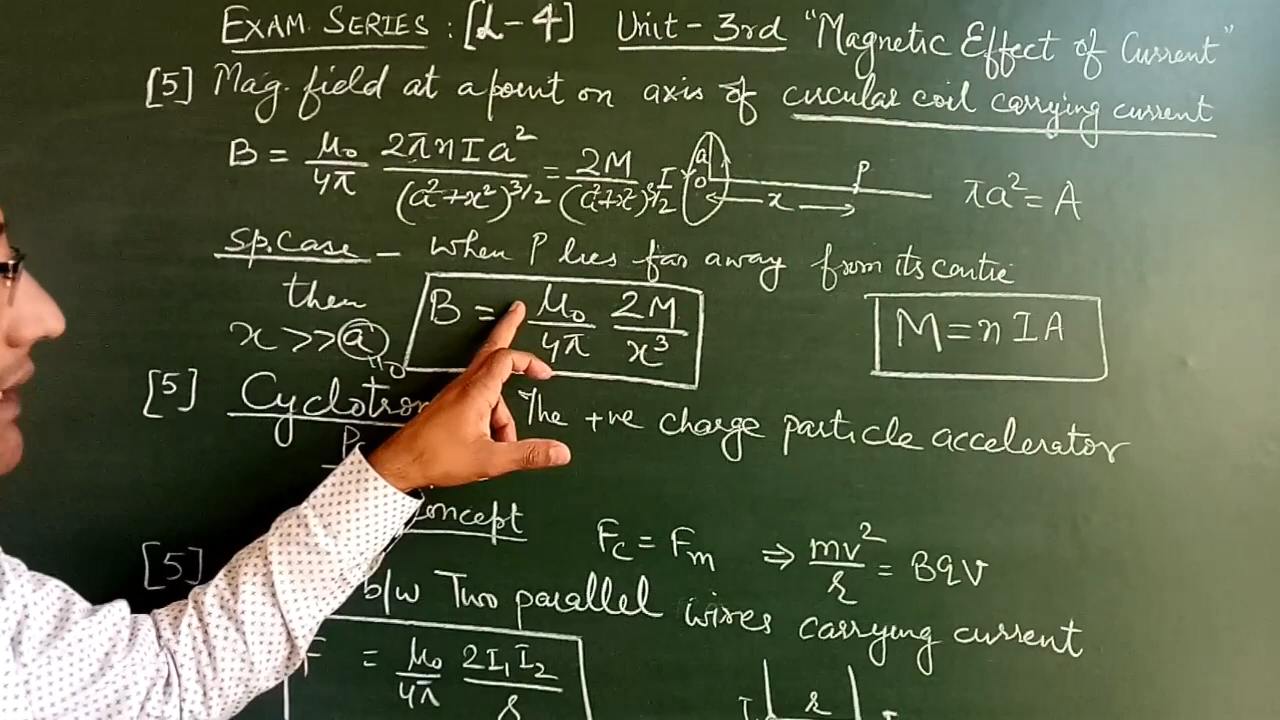 EXAM. SERIES : [L-4] Unit - 3rd "Magnetic Effect of Current"
[5] Mag. field at a point on axis of circular coil carrying current
B = μ₀/4π 2πnIa²/(a²+x²)^3/2 = 2M/(a²+x²)^3/2 I a O x P πa² = A
Sp. Case - when P lies far away from its centre
then
x >> a B = μ₀/4π 2M/x³ M = nIA
[5] Cyclotron The +ve charge particle accelerator
Concept Fc = Fm ⇒ mv²/r = BqV
[5] b/w Two parallel wires carrying current
F = μ₀/4π 2I₁I₂/r r